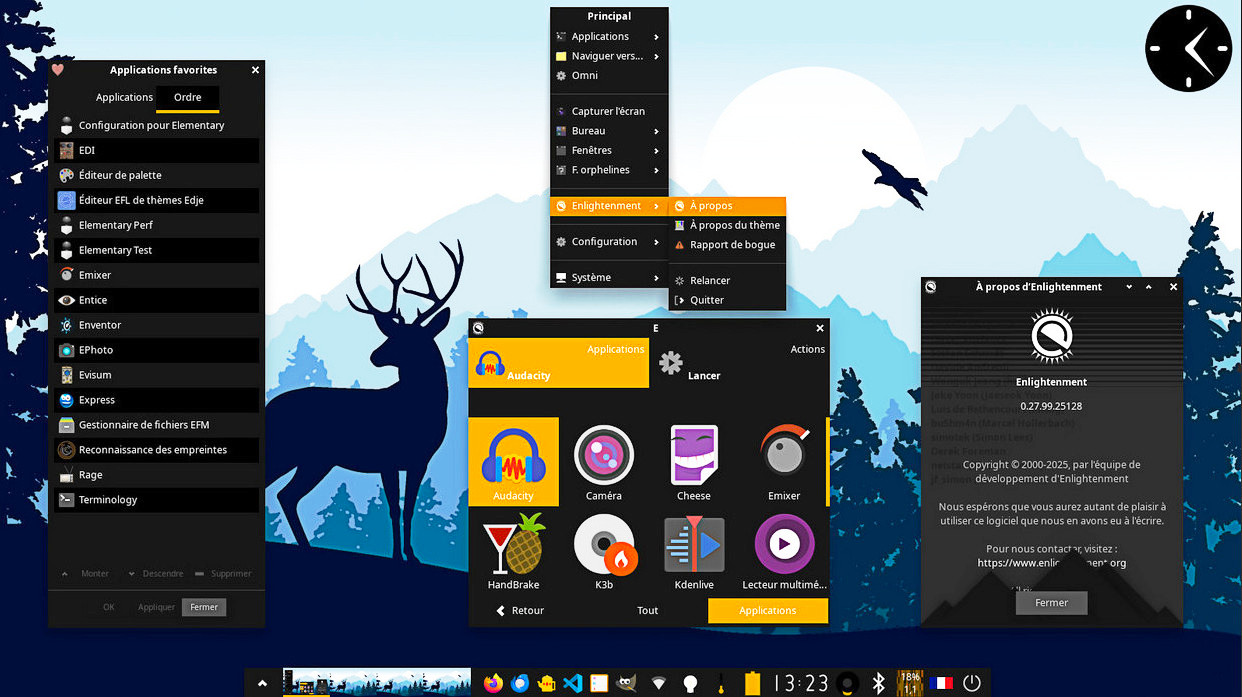 Applications favorites
Applications
Ordre
Configuration pour Elementary
EDI
Éditeur de palette
Éditeur EFL de thèmes Edje
Elementary Perf
Elementary Test
Emixer
Entice
Enventor
EPhoto
Evisum
Express
Gestionnaire de fichiers EFM
Reconnaissance des empreintes
Rage
Terminology
Monter
Descendre
Supprimer
OK
Appliquer
Fermer
Principal
Applications
Naviguer vers...
Omni
Capturer l'écran
Bureau
Fenêtres
F. orphelines
Enlightenment
Configuration
Système
À propos
À propos du thème
Rapport de bogue
Relancer
Quitter
E
Applications
Audacity
Actions
Lancer
Audacity
Caméra
Cheese
Emixer
HandBrake
K3b
Kdenlive
Lecteur multimé...
Retour
Tout
Applications
À propos d'Enlightenment
Enlightenment
0.27.99.25128
Copyright © 2000-2025, par l'équipe de
développement d'Enlightenment
Nous espérons que vous aurez autant de plaisir à
utiliser ce logiciel que nous en avons eu à l'écrire.
Pour nous contacter, visitez :
Fermer
13:23
18%
1,1